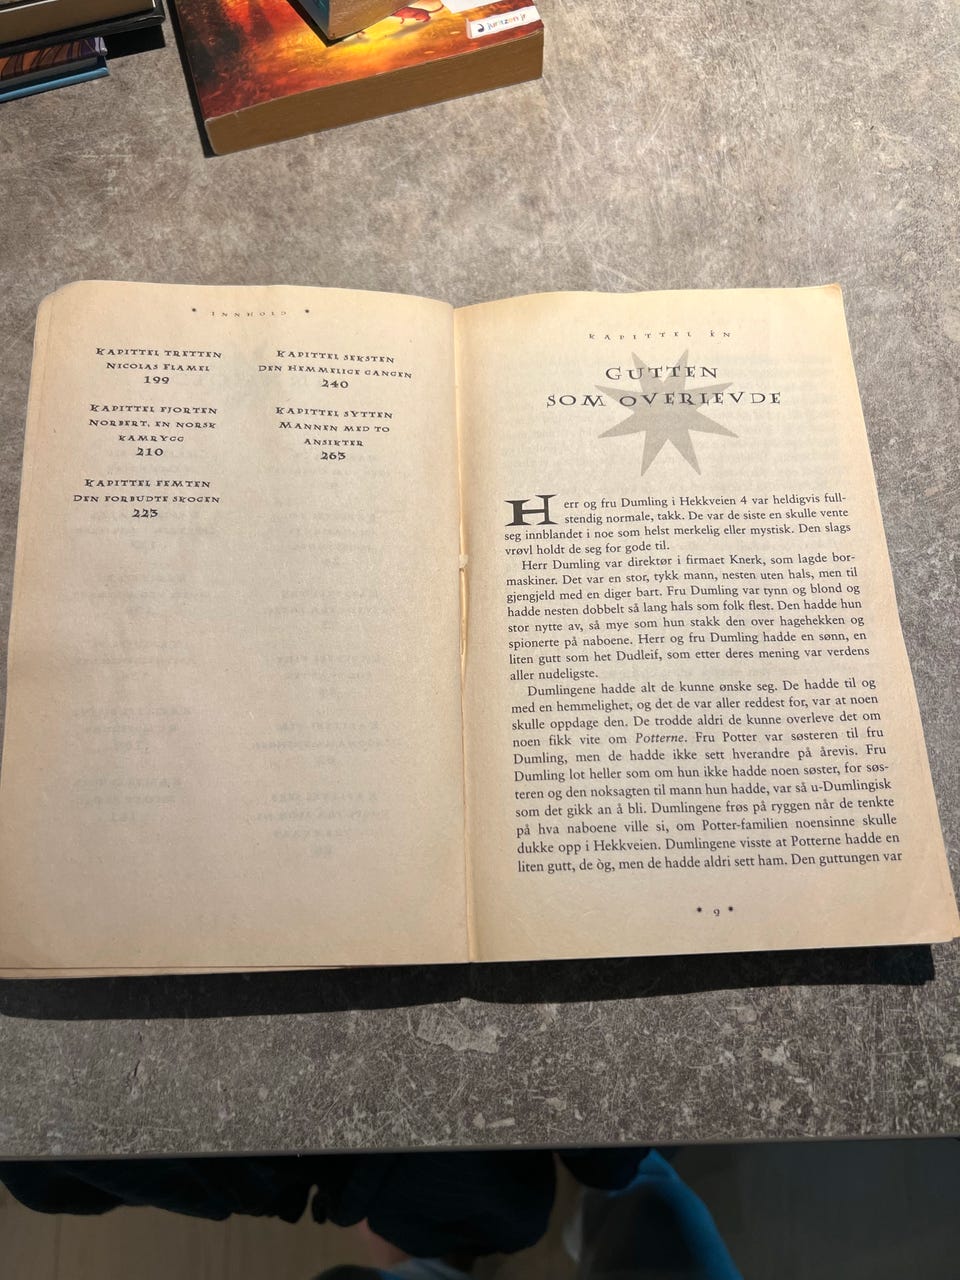 juritzen jr
* INNHOLD *
KAPITTEL TRETTEN
NICOLAS FLAMEL
199
KAPITTEL FJORTEN
NORBERT, EN NORSK
KAMRYGG
210
KAPITTEL FEMTEN
DEN FORBUDTE SKOGEN
223
KAPITTEL SEKSTEN
DEN HEMMELIGE GANGEN
240
KAPITTEL SYTTEN
MANNEN MED TO
ANSIKTER
263
KAPITTEL ÉN
GUTTEN
SOM OVERLEVDE
Herr og fru Dumling i Hekkveien 4 var heldigvis full-
stendig normale, takk. De var de siste en skulle vente
seg innblandet i noe som helst merkelig eller mystisk. Den slags
vrøvl holdt de seg for gode til.
Herr Dumling var direktør i firmaet Knerk, som lagde bor-
maskiner. Det var en stor, tykk mann, nesten uten hals, men til
gjengjeld med en diger bart. Fru Dumling var tynn og blond og
hadde nesten dobbelt så lang hals som folk flest. Den hadde hun
stor nytte av, så mye som hun stakk den over hagehekken og
spionerte på naboene. Herr og fru Dumling hadde en sønn, en
liten gutt som het Dudleif, som etter deres mening var verdens
aller nudeligste.
Dumlingene hadde alt de kunne ønske seg. De hadde til og
med en hemmelighet, og det de var aller reddest for, var at noen
skulle oppdage den. De trodde aldri de kunne overleve det om
noen fikk vite om Potterne. Fru Potter var søsteren til fru
Dumling, men de hadde ikke sett hverandre på årevis. Fru
Dumling lot heller som om hun ikke hadde noen søster, for søs-
teren og den noksagten til mann hun hadde, var så u-Dumlingisk
som det gikk an å bli. Dumlingene frøs på ryggen når de tenkte
på hva naboene ville si, om Potter-familien noensinne skulle
dukke opp i Hekkveien. Dumlingene visste at Potterne hadde en
liten gutt, de òg, men de hadde aldri sett ham. Den guttungen var
* 9 *